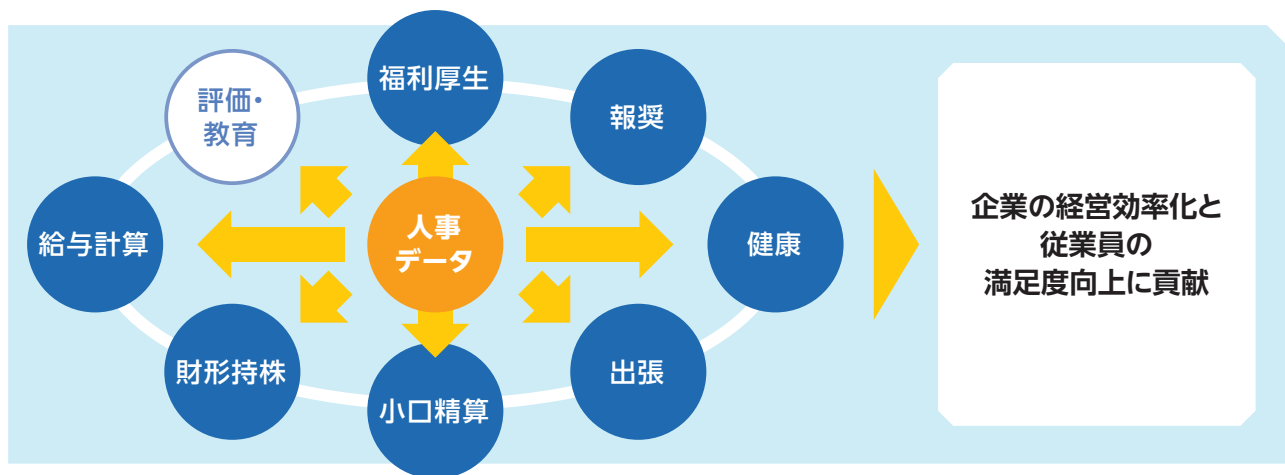 福利厚生
評価・
教育
報奨
給与計算
人事
データ
健康
財形持株
小口精算
出張
企業の経営効率化と
従業員の
満足度向上に貢献